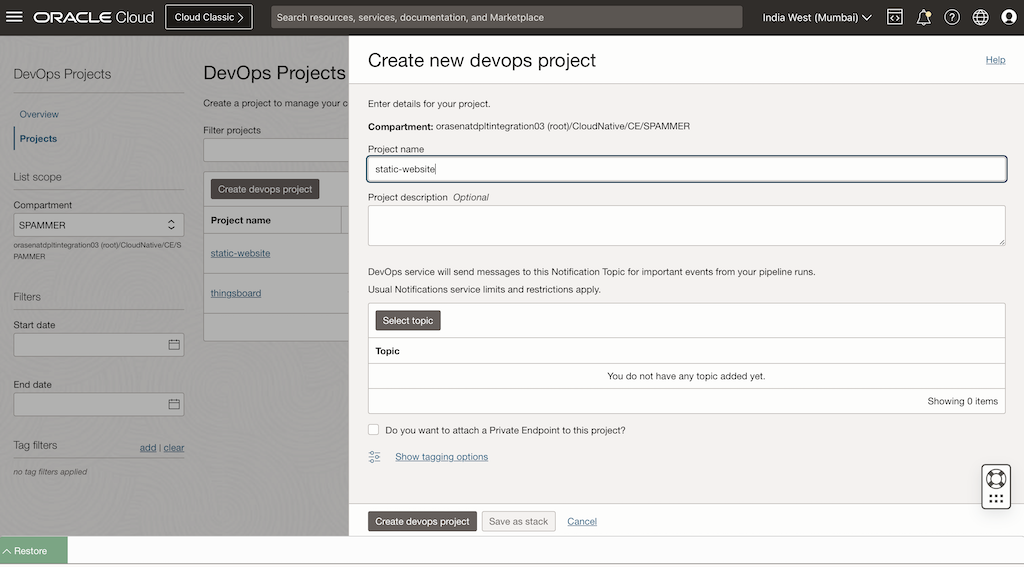 ORACLE Cloud
Cloud Classic
Search resources, services, documentation, and Marketplace
India West (Mumbai)
DevOps Projects
Overview
Projects
List scope
Compartment
SPAMMER
orasenatdpltintegration03 (root)/CloudNative/CE/S
PAMMER
Filters
Start date
End date
Tag filters
add | clear
no tag filters applied
DevOps Projects
Create a project to manage your c
Filter projects
Create devops project
Project name
static-website
thingsboard
Create new devops project
Help
Enter details for your project.
Compartment: orasenatdpltintegration03 (root)/CloudNative/CE/SPAMMER
Project name
static-website
Project description Optional
DevOps service will send messages to this Notification Topic for important events from your pipeline runs.
Usual Notifications service limits and restrictions apply.
Select topic
Topic
You do not have any topic added yet.
Showing 0 items
Do you want to attach a Private Endpoint to this project?
Show tagging options
Create devops project
Save as stack
Cancel
Restore